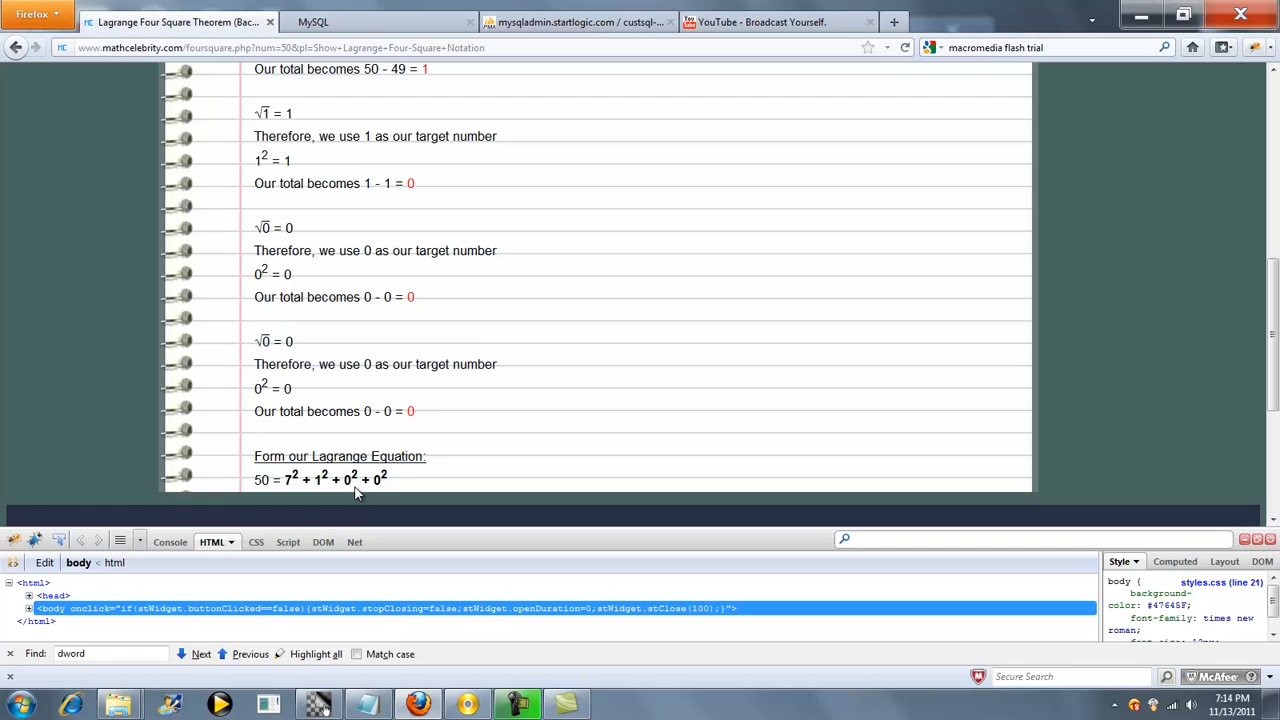 Firefox
Lagrange Four Square Theorem (Bac... ×
MySQL ×
mysqladmin.startlogic.com / custsql-... ×
YouTube - Broadcast Yourself. ×
+
www.mathcelebrity.com/foursquare.php?num=50&pl=Show+Lagrange+Four-Square+Notation
macromedia flash trial
Our total becomes 50 - 49 = 1
√1 = 1
Therefore, we use 1 as our target number
1² = 1
Our total becomes 1 - 1 = 0
√0 = 0
Therefore, we use 0 as our target number
0² = 0
Our total becomes 0 - 0 = 0
√0 = 0
Therefore, we use 0 as our target number
0² = 0
Our total becomes 0 - 0 = 0
Form our Lagrange Equation:
50 = 7² + 1² + 0² + 0²
Console HTML CSS Script DOM Net
Edit body < html
Style Computed Layout DOM
<html>
<head>
<body onclick="if(stWidget.buttonClicked==false){stWidget.stopClosing=false;stWidget.openDuration=0;stWidget.stClose(100);}">
</html>
body { styles.css (line 21)
background-
color: #47645F;
font-family: times new
roman;
× Find: dword Next Previous Highlight all Match case
× Secure Search McAfee
7:14 PM
11/13/2011